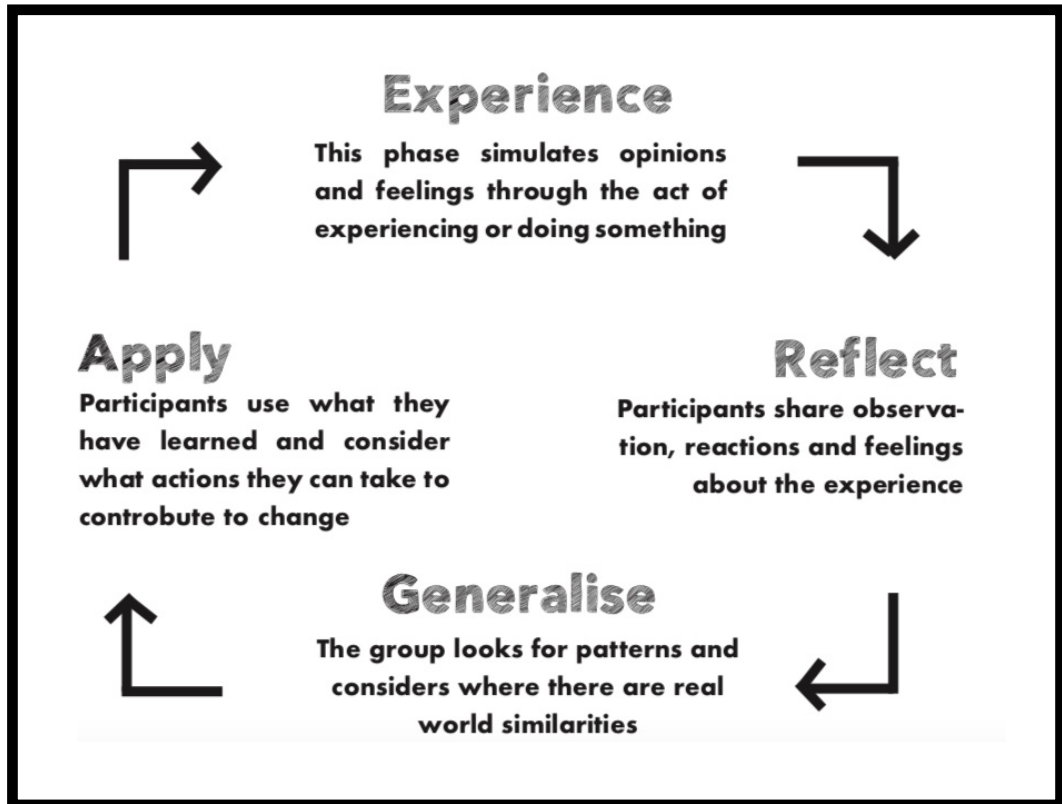 Experience
This phase simulates opinions
and feelings through the act of
experiencing or doing something
Reflect
Participants share observa-
tion, reactions and feelings
about the experience
Generalise
The group looks for patterns and
considers where there are real
world similarities
Apply
Participants use what they
have learned and consider
what actions they can take to
controbute to change